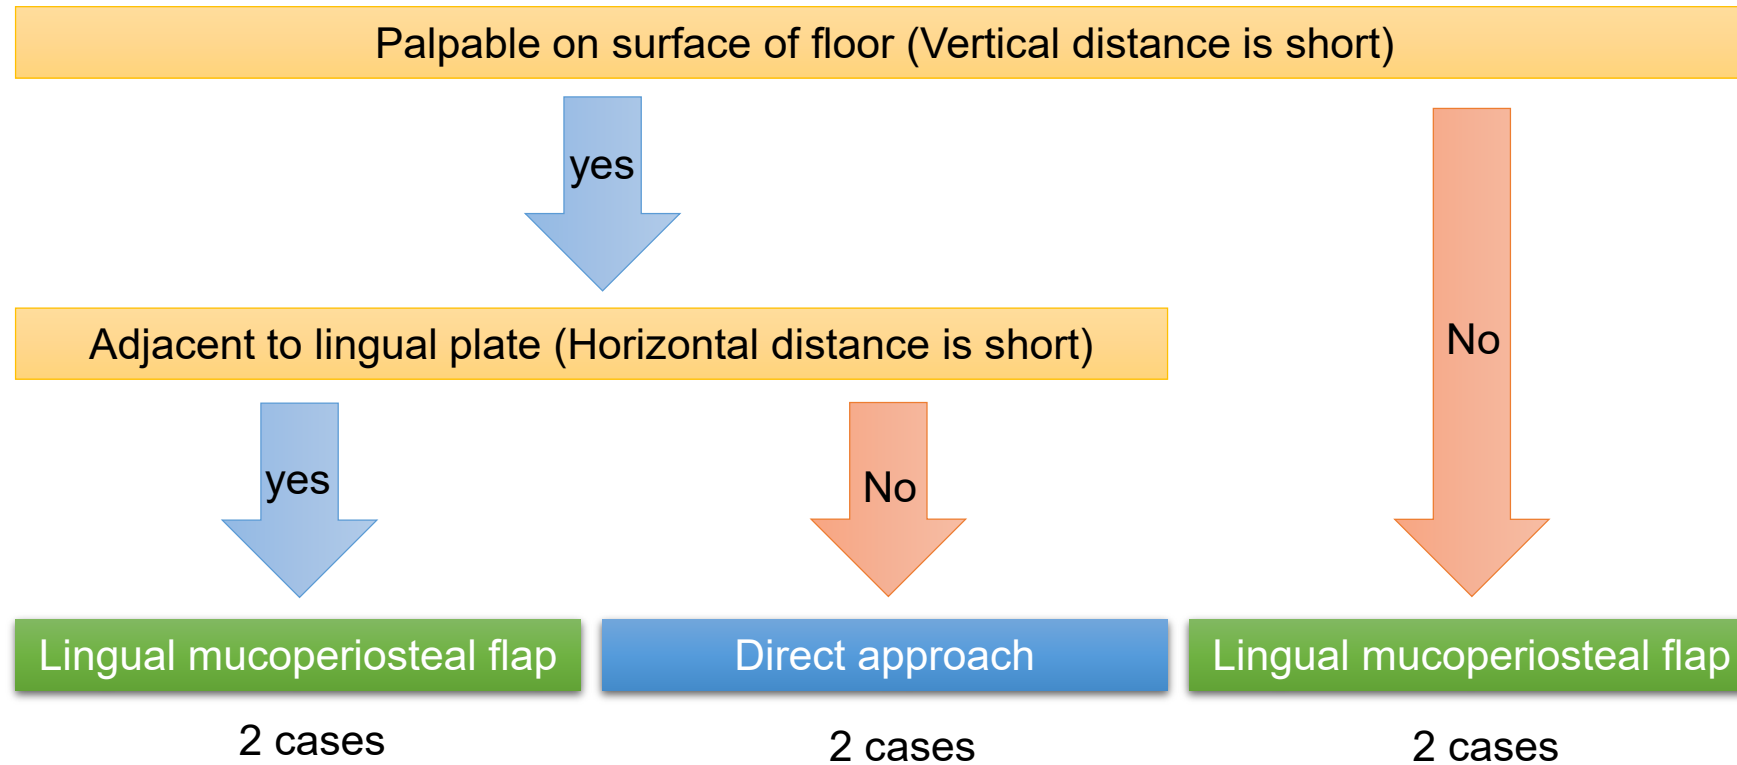 Palpable on surface of floor (Vertical distance is short)
yes
No
Adjacent to lingual plate (Horizontal distance is short)
yes
No
Lingual mucoperiosteal flap
Direct approach
Lingual mucoperiosteal flap
2 cases
2 cases
2 cases